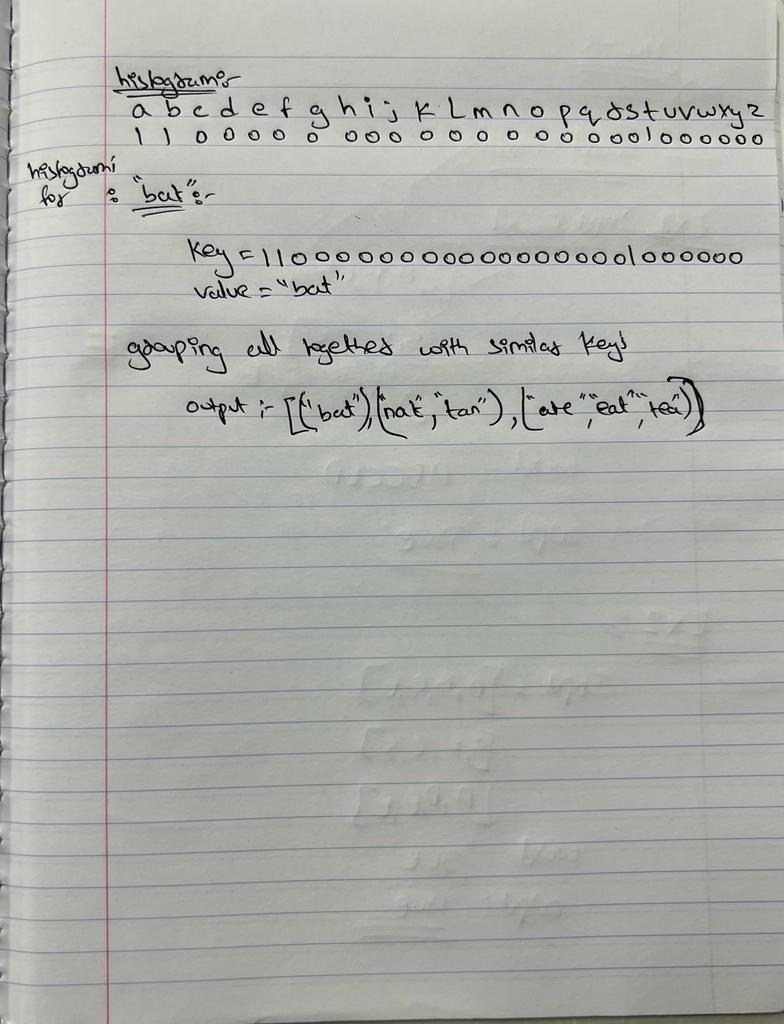 histogram:-
a b c d e f g h i j k L m n o p q r s t u v w x y z
1 1 0 0 0 0 0 0 0 0 0 0 0 0 0 0 0 0 0 1 0 0 0 0 0 0
histogram
for : "bat":-
Key = 11000000000000000001000000
value = "bat"
grouping all together with similar keys
output :- [("bat"),("nat","tan"),("ate","eat","tea")]